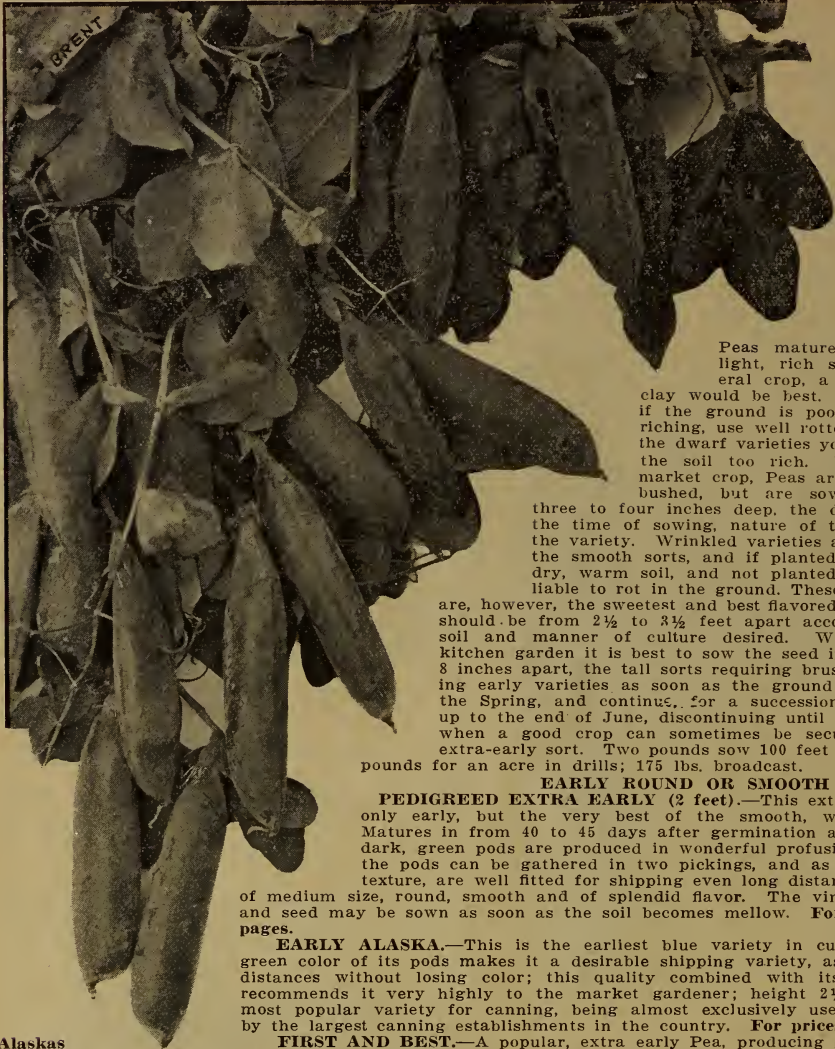 BRENT
Peas mature
light, rich s
eral crop, a
clay would be best.
if the ground is poo
riching, use well rott
the dwarf varieties yo
the soil too rich.
market crop, Peas ar
bushed, but are sow
three to four inches deep, the d
the time of sowing, nature of t
the variety. Wrinkled varieties a
the smooth sorts, and if planted
dry, warm soil, and not planted
liable to rot in the ground. These
are, however, the sweetest and best flavored
should be from 2½ to 3½ feet apart acco
soil and manner of culture desired. W
kitchen garden it is best to sow the seed i
8 inches apart, the tall sorts requiring brus
ing early varieties as soon as the ground
the Spring, and continue, for a succession
up to the end of June, discontinuing until
when a good crop can sometimes be secu
extra-early sort. Two pounds sow 100 feet
pounds for an acre in drills; 175 lbs. broadcast.
EARLY ROUND OR SMOOTH
PEDIGREED EXTRA EARLY (2 feet).—This extr
only early, but the very best of the smooth, w
Matures in from 40 to 45 days after germination a
dark, green pods are produced in wonderful profusi
the pods can be gathered in two pickings, and as
texture, are well fitted for shipping even long distan
of medium size, round, smooth and of splendid flavor. The vin
and seed may be sown as soon as the soil becomes mellow. For
pages.
EARLY ALASKA.—This is the earliest blue variety in cu
green color of its pods makes it a desirable shipping variety, as
distances without losing color; this quality combined with its
recommends it very highly to the market gardener; height 2½
most popular variety for canning, being almost exclusively use
by the largest canning establishments in the country. For price
Alaskas
FIRST AND BEST.—A popular, extra early Pea, producing